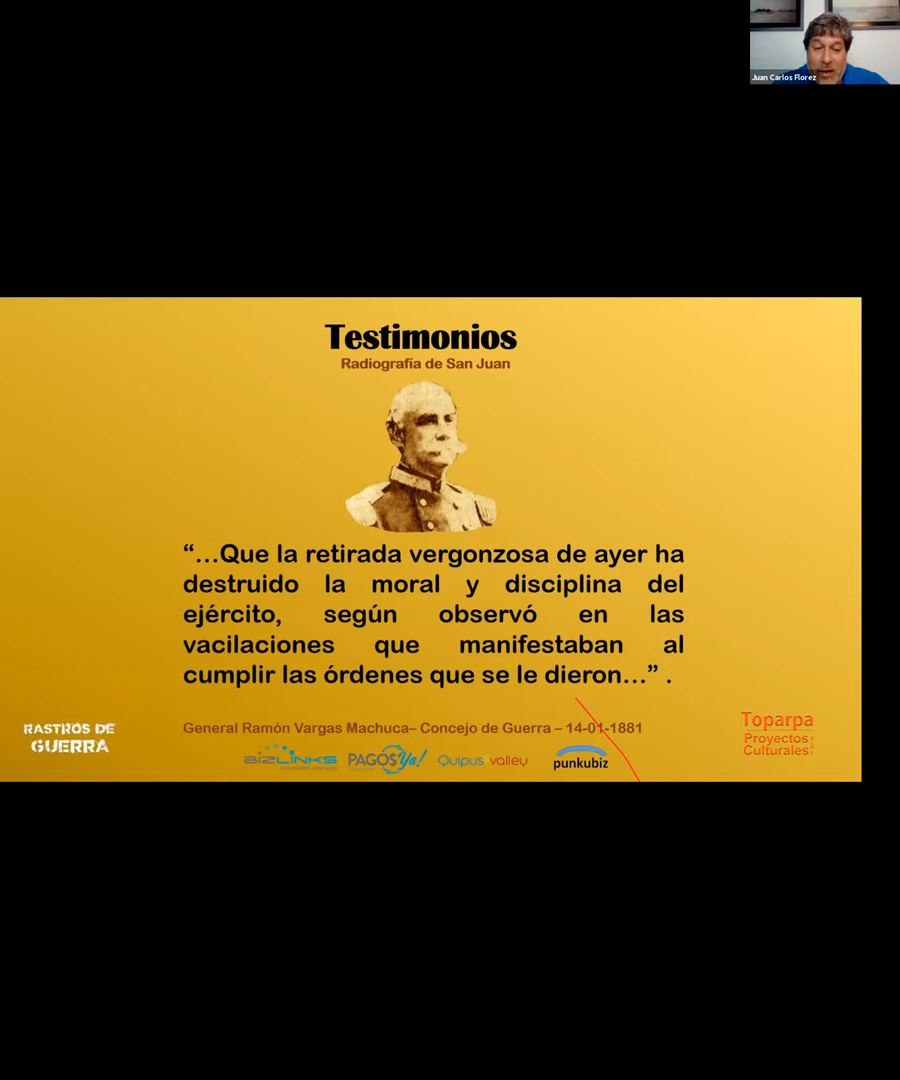 Juan Carlos Florez
Testimonios
Radiografía de San Juan
“...Que la retirada vergonzosa de ayer ha
destruido la moral y disciplina del
ejército, según observó en las
vacilaciones que manifestaban al
cumplir las órdenes que se le dieron...” .
General Ramón Vargas Machuca– Concejo de Guerra – 14-01-1881
RASTROS DE
GUERRA
BIZLINKS
PAGOSYa!
Quipus valley
punkubiz
Toparpa
Proyectos
Culturales